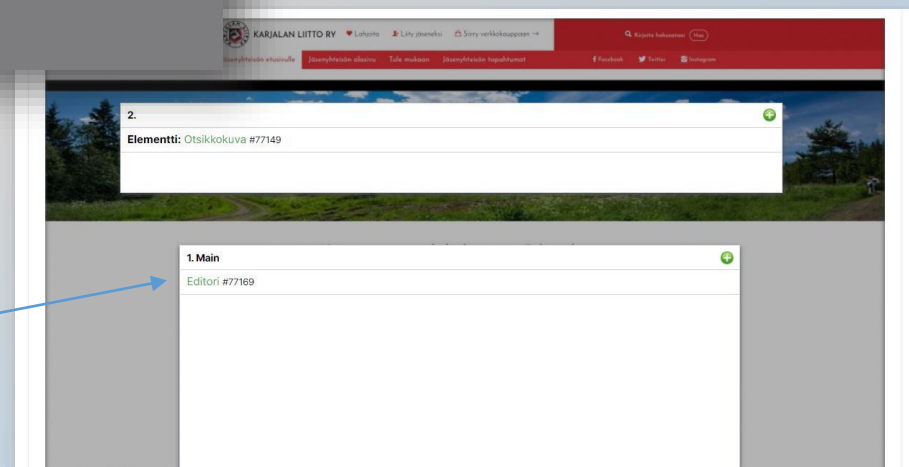 KARJALAN LIITTO RY Lahjoita Liity jäseneksi Siirry verkkokauppaan → Kirjoita hakusanasi Hae
Jäsenyhteisön etusivulle Jäsenyhteisön alasivu Tule mukaan Jäsenyhteisön tapahtumat Facebook Twitter Instagram
2.
Elementti: Otsikkokuva #77149
1. Main
Editori #77169